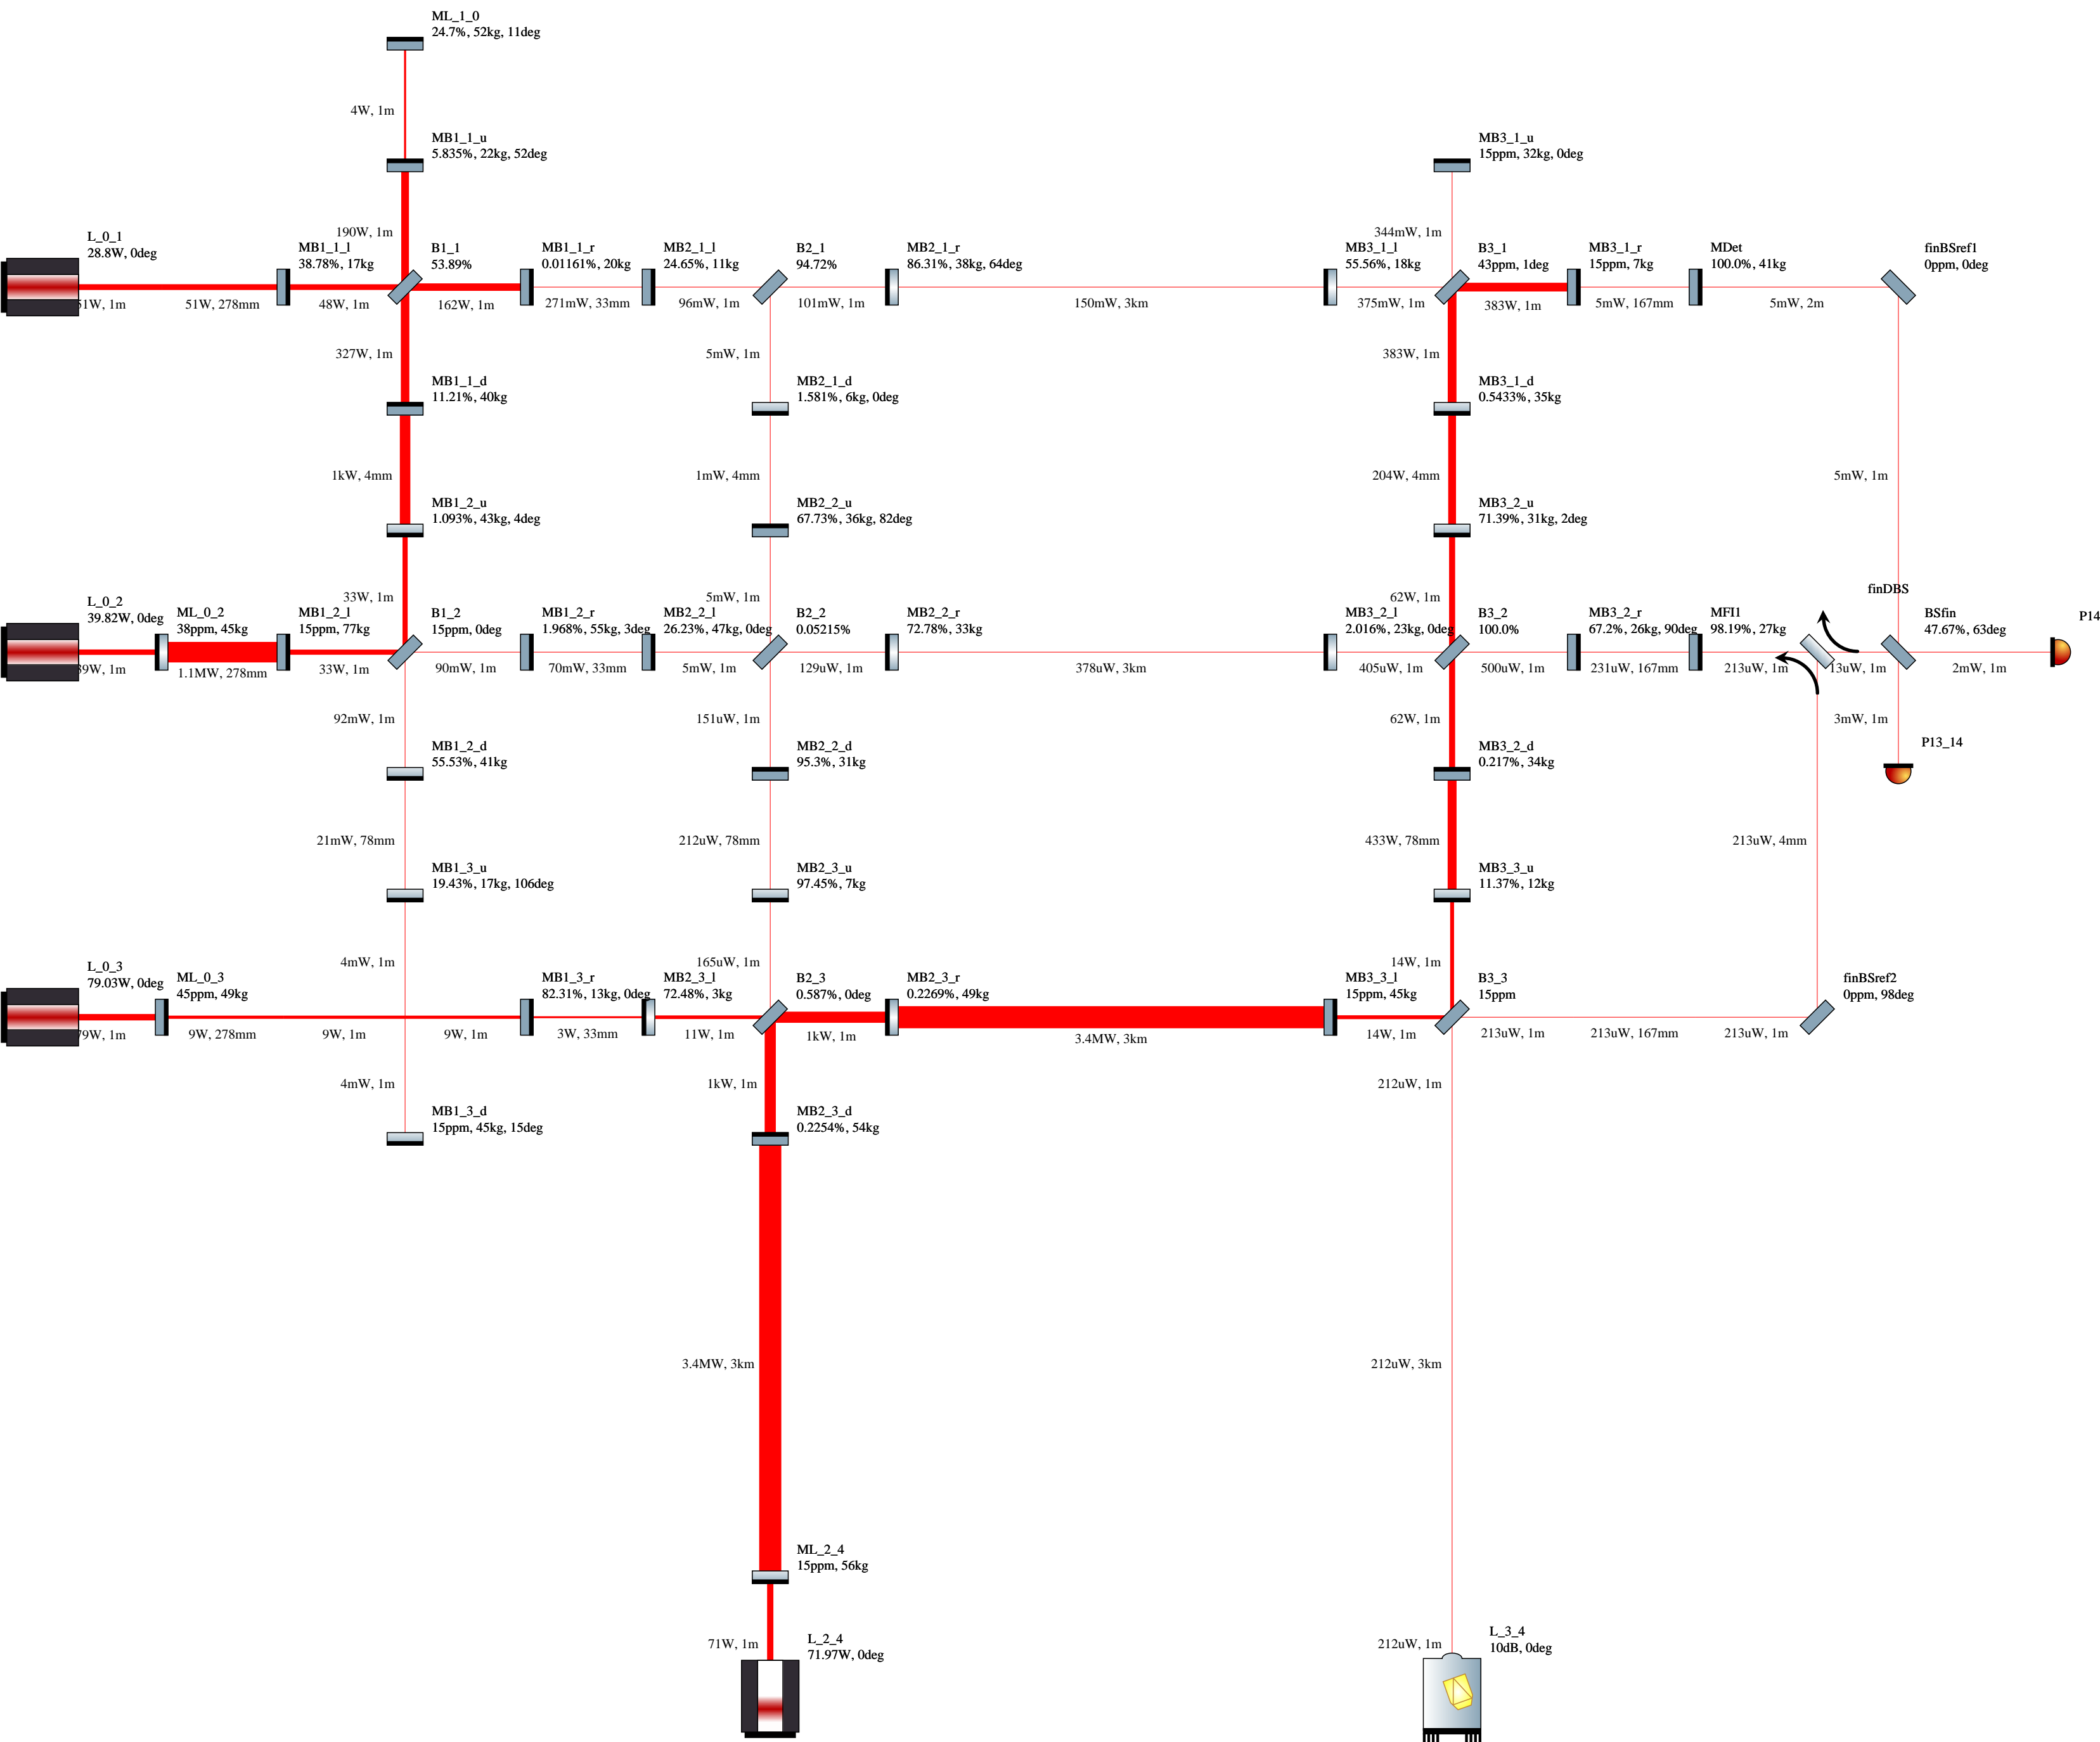 ML_1_0
24.7%, 52kg, 11deg
4W, 1m
MB1_1_u
5.835%, 22kg, 52deg
MB3_1_u
15ppm, 32kg, 0deg
190W, 1m
344mW, 1m
L_0_1
28.8W, 0deg
MB1_1_l
38.78%, 17kg
B1_1
53.89%
MB1_1_r
0.01161%, 20kg
MB2_1_l
24.65%, 11kg
B2_1
94.72%
MB2_1_r
86.31%, 38kg, 64deg
MB3_1_l
55.56%, 18kg
B3_1
43ppm, 1deg
MB3_1_r
15ppm, 7kg
MDet
100.0%, 41kg
finBSref1
0ppm, 0deg
51W, 1m
51W, 278mm
48W, 1m
162W, 1m
271mW, 33mm
96mW, 1m
101mW, 1m
150mW, 3km
375mW, 1m
383W, 1m
5mW, 167mm
5mW, 2m
327W, 1m
5mW, 1m
383W, 1m
MB1_1_d
11.21%, 40kg
MB2_1_d
1.581%, 6kg, 0deg
MB3_1_d
0.5433%, 35kg
1kW, 4mm
1mW, 4mm
204W, 4mm
5mW, 1m
MB1_2_u
1.093%, 43kg, 4deg
MB2_2_u
67.73%, 36kg, 82deg
MB3_2_u
71.39%, 31kg, 2deg
33W, 1m
5mW, 1m
62W, 1m
finDBS
L_0_2
39.82W, 0deg
ML_0_2
38ppm, 45kg
MB1_2_l
15ppm, 77kg
B1_2
15ppm, 0deg
MB1_2_r
1.968%, 55kg, 3deg
MB2_2_l
26.23%, 47kg, 0deg
B2_2
0.05215%
MB2_2_r
72.78%, 33kg
MB3_2_l
2.016%, 23kg, 0deg
B3_2
100.0%
MB3_2_r
67.2%, 26kg, 90deg
MFI1
98.19%, 27kg
BSfin
47.67%, 63deg
P14
39W, 1m
1.1MW, 278mm
33W, 1m
90mW, 1m
70mW, 33mm
5mW, 1m
129uW, 1m
378uW, 3km
405uW, 1m
500uW, 1m
231uW, 167mm
213uW, 1m
13uW, 1m
2mW, 1m
92mW, 1m
151uW, 1m
62W, 1m
3mW, 1m
MB1_2_d
55.53%, 41kg
MB2_2_d
95.3%, 31kg
MB3_2_d
0.217%, 34kg
P13_14
21mW, 78mm
212uW, 78mm
433W, 78mm
213uW, 4mm
MB1_3_u
19.43%, 17kg, 106deg
MB2_3_u
97.45%, 7kg
MB3_3_u
11.37%, 12kg
4mW, 1m
165uW, 1m
14W, 1m
L_0_3
79.03W, 0deg
ML_0_3
45ppm, 49kg
MB1_3_r
82.31%, 13kg, 0deg
MB2_3_l
72.48%, 3kg
B2_3
0.587%, 0deg
MB2_3_r
0.2269%, 49kg
MB3_3_l
15ppm, 45kg
B3_3
15ppm
finBSref2
0ppm, 98deg
79W, 1m
9W, 278mm
9W, 1m
9W, 1m
3W, 33mm
11W, 1m
1kW, 1m
3.4MW, 3km
14W, 1m
213uW, 1m
213uW, 167mm
213uW, 1m
4mW, 1m
1kW, 1m
212uW, 1m
MB1_3_d
15ppm, 45kg, 15deg
MB2_3_d
0.2254%, 54kg
3.4MW, 3km
212uW, 3km
ML_2_4
15ppm, 56kg
71W, 1m
L_2_4
71.97W, 0deg
212uW, 1m
L_3_4
10dB, 0deg